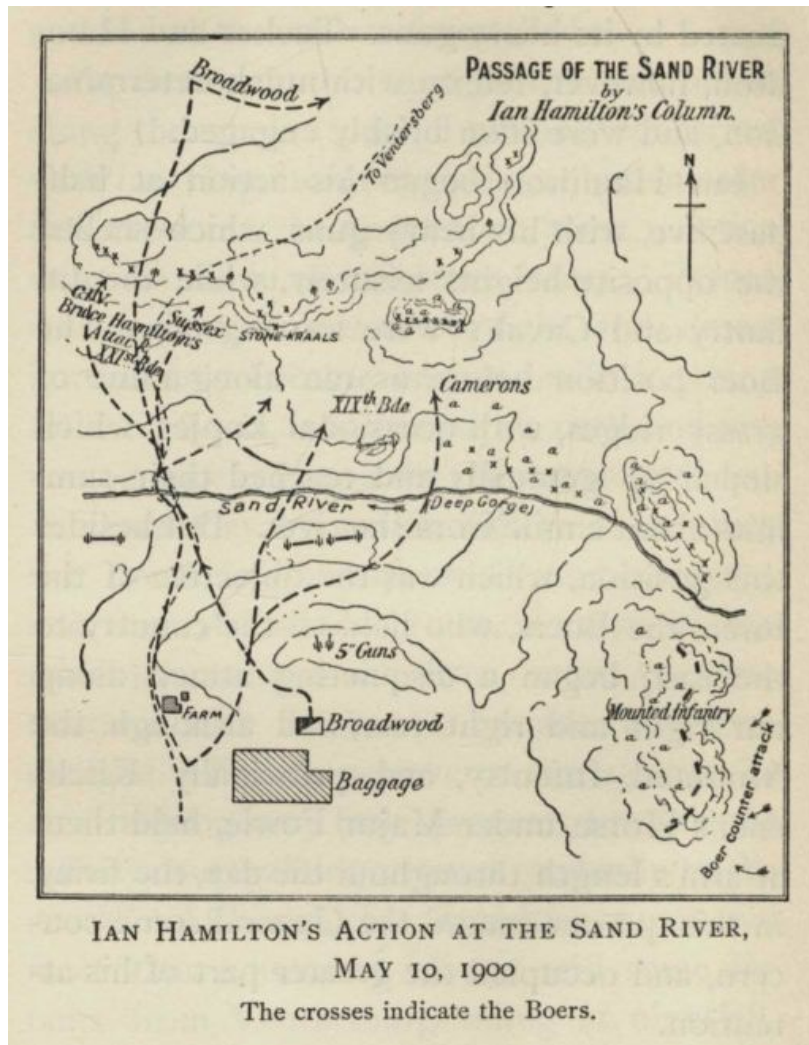 PASSAGE OF THE SAND RIVER
by
Ian Hamilton's Column.
Broadwood
To Ventersberg
N
C.I.V.
Bruce Hamilton's
Attack
XXIst Bde
Sussex
STONE KRAALS
XIXth. Bde
Camerons
Sand River
Deep Gorge
5" Guns
FARM
Broadwood
Baggage
Mounted Infantry
Boer counter attack
IAN HAMILTON'S ACTION AT THE SAND RIVER,
MAY 10, 1900
The crosses indicate the Boers.